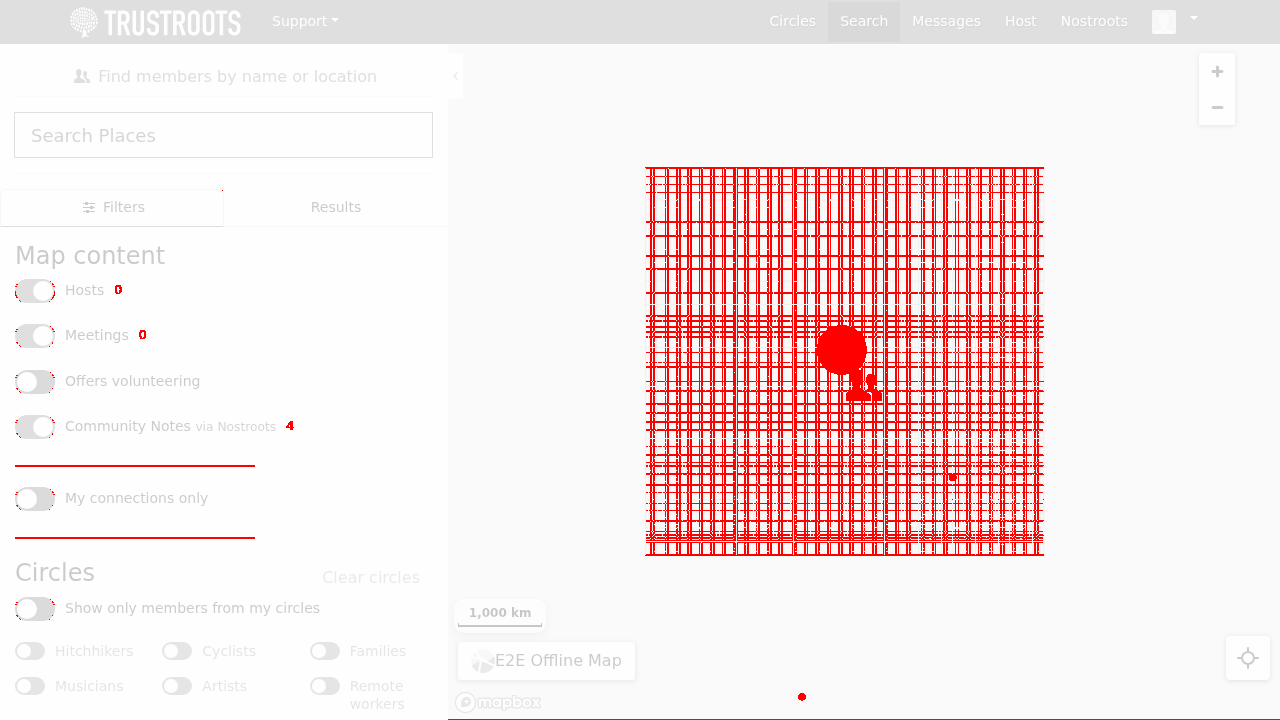 TRUSTROOTS Support Circles Search Messages Host Nostroots
Find members by name or location
Search Places
Filters Results
Map content
Hosts 0
Meetings 0
Offers volunteering
Community Notes via Nostroots 4
My connections only
Circles Clear circles
Show only members from my circles
Hitchhikers Cyclists Families
Musicians Artists Remote workers
1,000 km
E2E Offline Map
mapbox